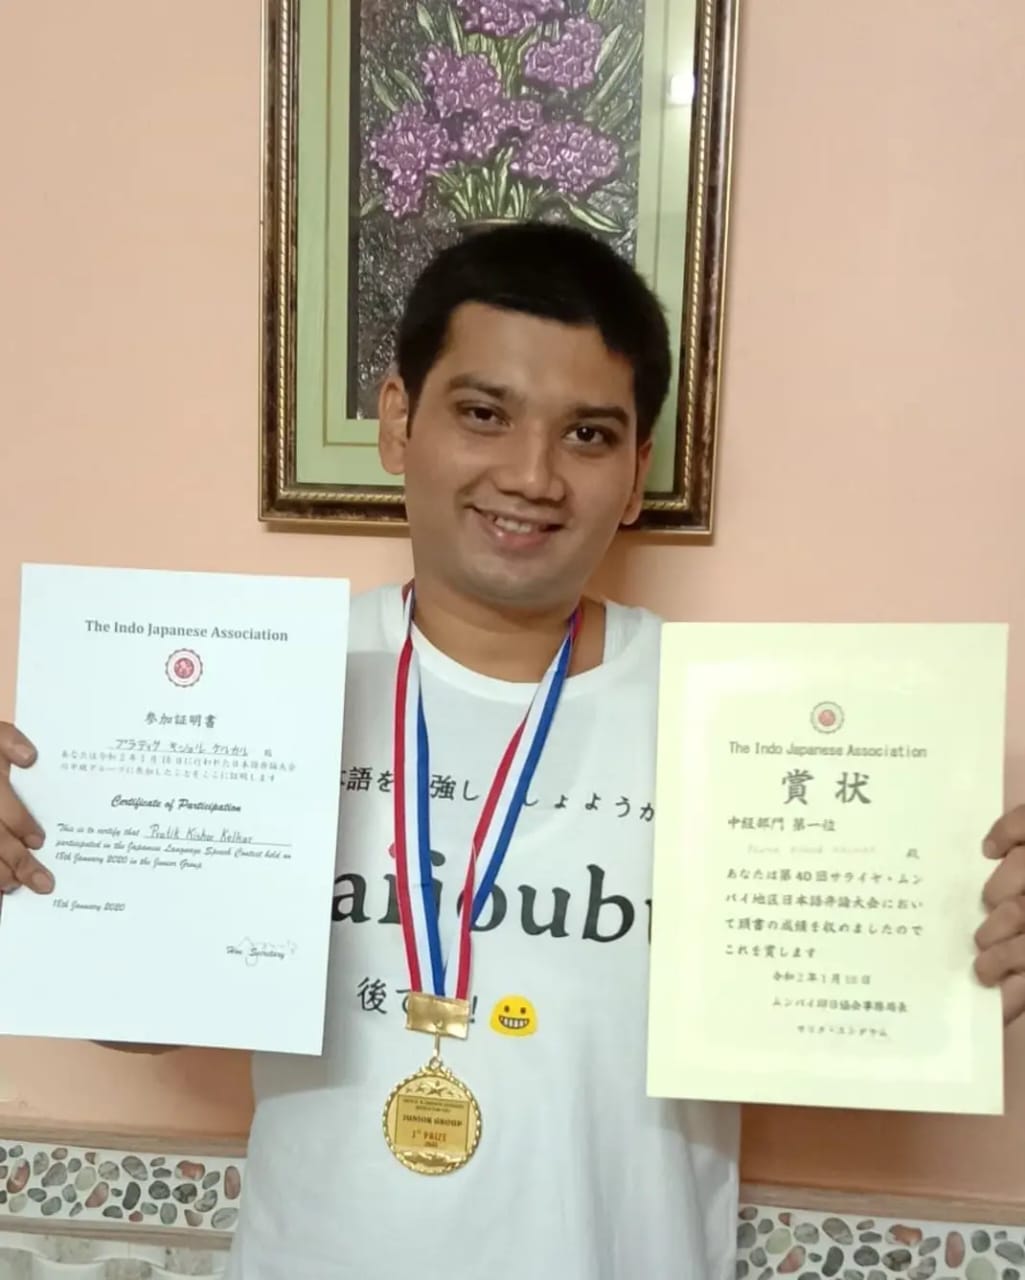 The Indo Japanese Association
参加証明書
プラティク キショル ケルカル 殿
あなたは令和2年1月18日に行われた日本語弁論大会
の中級グループに参加したことをここに証明します
Certificate of Participation
This is to certify that Pratik Kishor Kelkar
participated in the Japanese Language Speech Contest held on
18th January 2020 in the Junior Group
18th January 2020
Hon. Secretary
The Indo Japanese Association
賞状
中級部門 第一位
殿
あなたは第40回サライヤ・ムン
バイ地区日本語弁論大会におい
て頭書の成績を収めましたので
これを賞します
令和2年1月18日
ムンバイ印日協会事務局長
本語を 強し しょうか
aijoub
後で !
JUNIOR GROUP
1st PRIZE